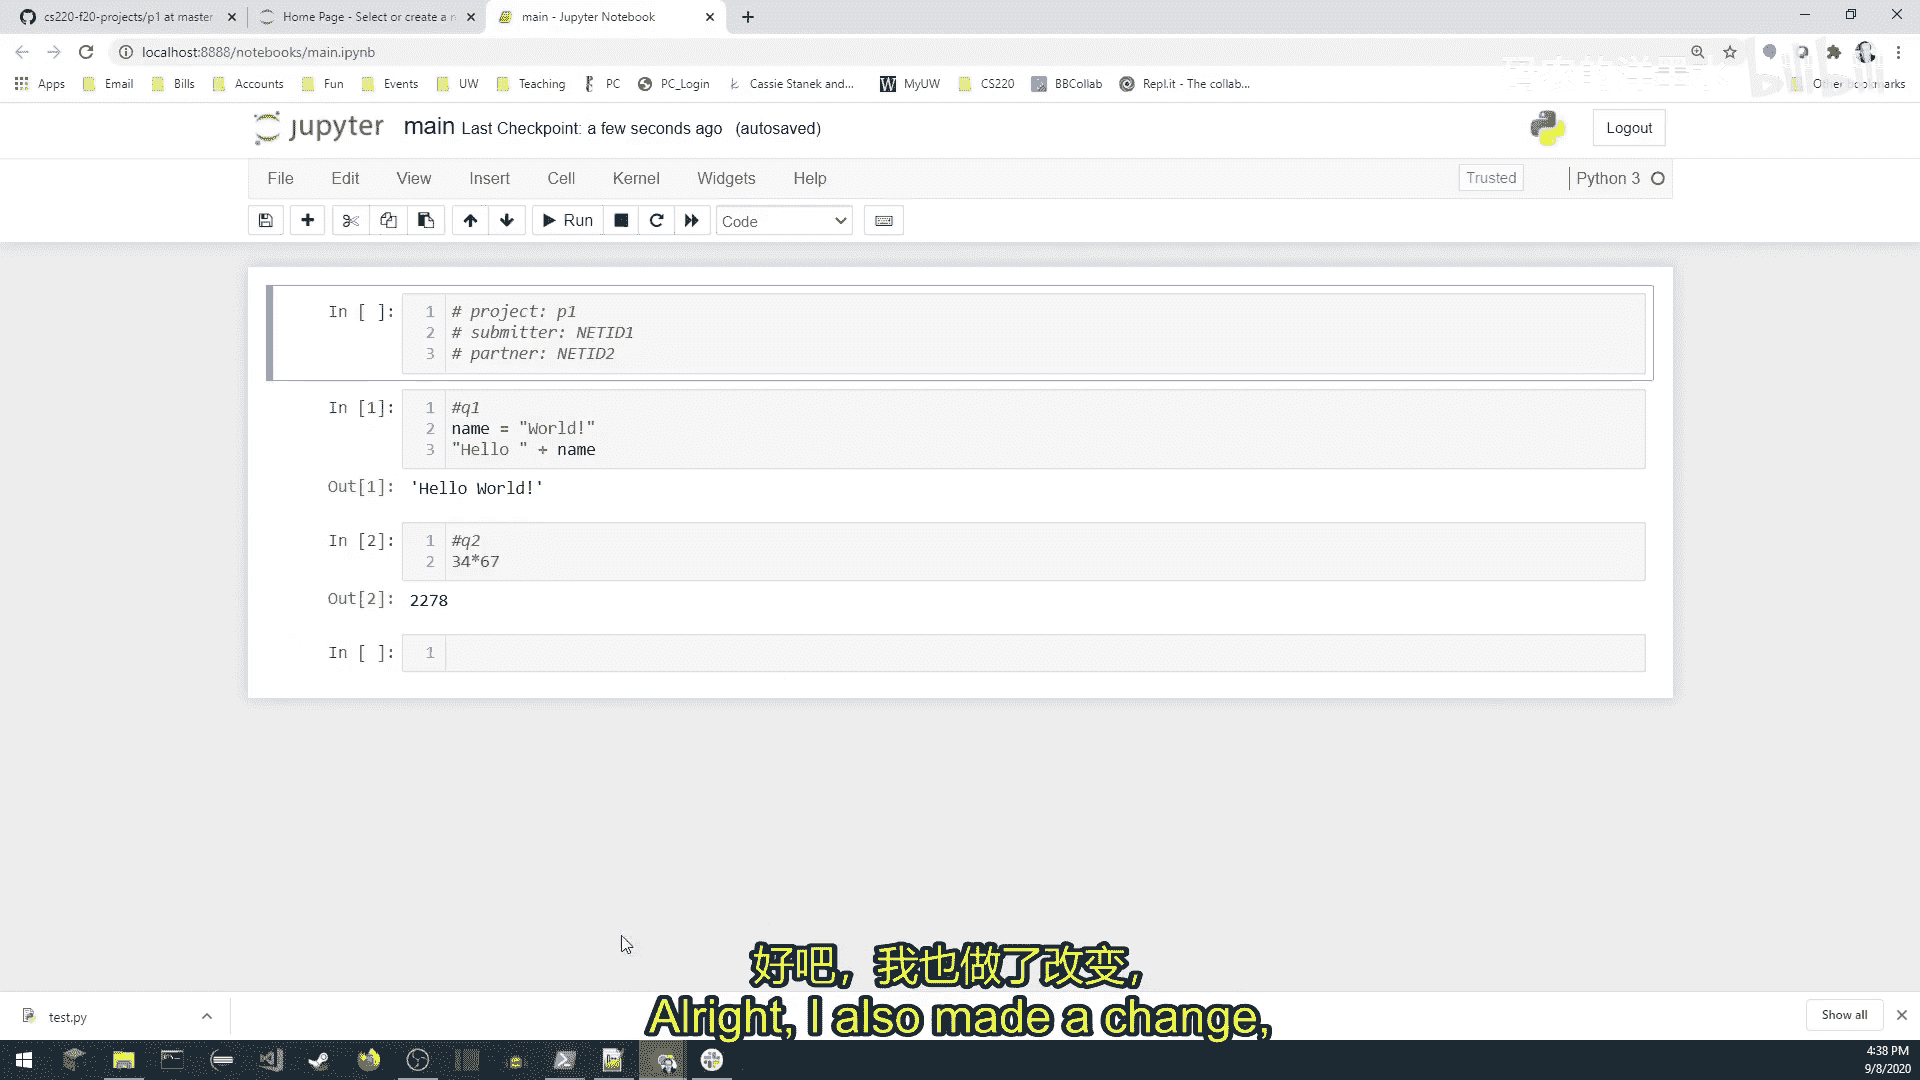 cs220-f20-projects/p1 at master
Home Page - Select or create a n
main - Jupyter Notebook
localhost:8888/notebooks/main.ipynb
Apps Email Bills Accounts Fun Events UW Teaching PC PC_Login Cassie Stanek and... MyUW CS220 BBCollab Repl.it - The collab... Other bookmarks
bilibili
jupyter main Last Checkpoint: a few seconds ago (autosaved) Logout
File Edit View Insert Cell Kernel Widgets Help Trusted Python 3
Run Code
In [ ]:
1 # project: p1
2 # submitter: NETID1
3 # partner: NETID2
In [1]:
1 #q1
2 name = "World!"
3 "Hello " + name
Out[1]: 'Hello World!'
In [2]:
1 #q2
2 34*67
Out[2]: 2278
In [ ]: 1
好吧，我也做了改变，
Alright, I also made a change,
test.py Show all
4:38 PM
9/8/2020